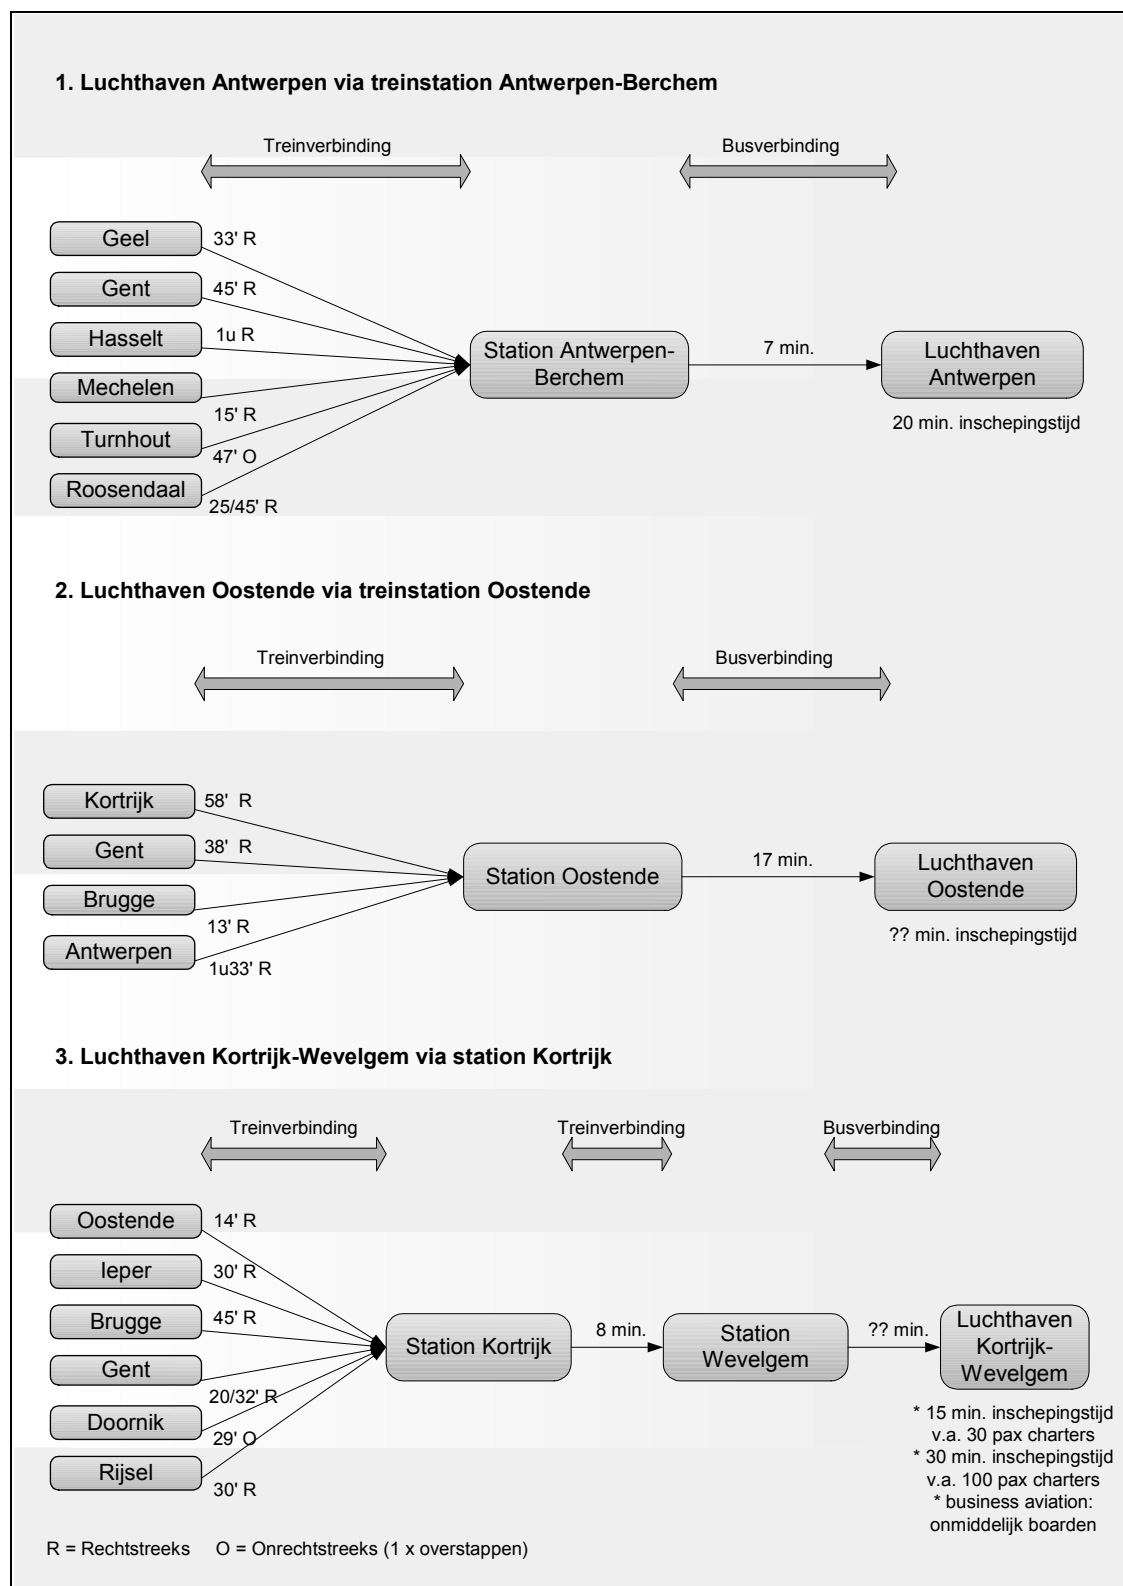 1. Luchthaven Antwerpen via treinstation Antwerpen-Berchem
Treinverbinding
Busverbinding
Geel
33' R
Gent
45' R
Hasselt
1u R
Mechelen
15' R
Turnhout
47' O
Roosendaal
25/45' R
Station Antwerpen-
Berchem
7 min.
Luchthaven
Antwerpen
20 min. inschepingstijd
2. Luchthaven Oostende via treinstation Oostende
Treinverbinding
Busverbinding
Kortrijk
58' R
Gent
38' R
Brugge
13' R
Antwerpen
1u33' R
Station Oostende
17 min.
Luchthaven
Oostende
?? min. inschepingstijd
3. Luchthaven Kortrijk-Wevelgem via station Kortrijk
Treinverbinding
Treinverbinding
Busverbinding
Oostende
14' R
Ieper
30' R
Brugge
45' R
Gent
20/32' R
Doornik
29' O
Rijsel
30' R
Station Kortrijk
8 min.
Station
Wevelgem
?? min.
Luchthaven
Kortrijk-
Wevelgem
* 15 min. inschepingstijd
v.a. 30 pax charters
* 30 min. inschepingstijd
v.a. 100 pax charters
* business aviation:
onmiddelijk boarden
R = Rechtstreeks O = Onrechtstreeks (1 x overstappen)